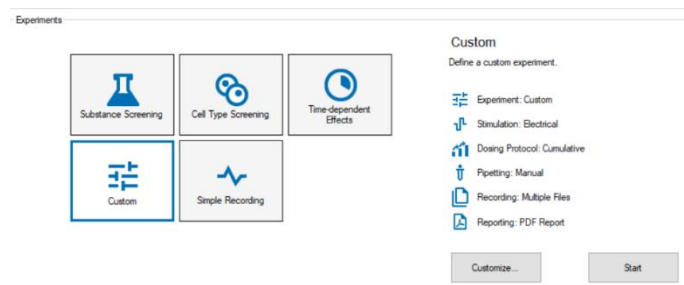 Experiments
Substance Screening
Cell Type Screening
Time-dependent
Effects
Custom
Simple Recording
Custom
Define a custom experiment.
Experiment: Custom
Stimulation: Electrical
Dosing Protocol: Cumulative
Pipetting: Manual
Recording: Multiple Files
Reporting: PDF Report
Customize...
Start